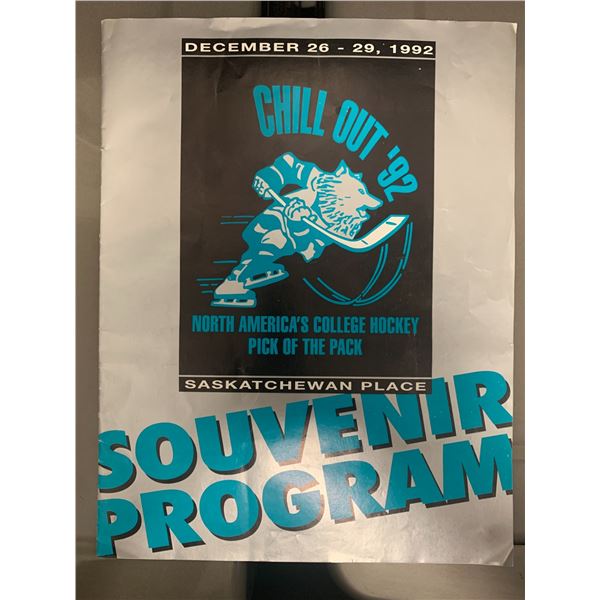 DECEMBER 26 - 29, 1992
CHILL OUT '92
NORTH AMERICA'S COLLEGE HOCKEY
PICK OF THE PACK
SASKATCHEWAN PLACE
SOUVENIR
PROGRAM